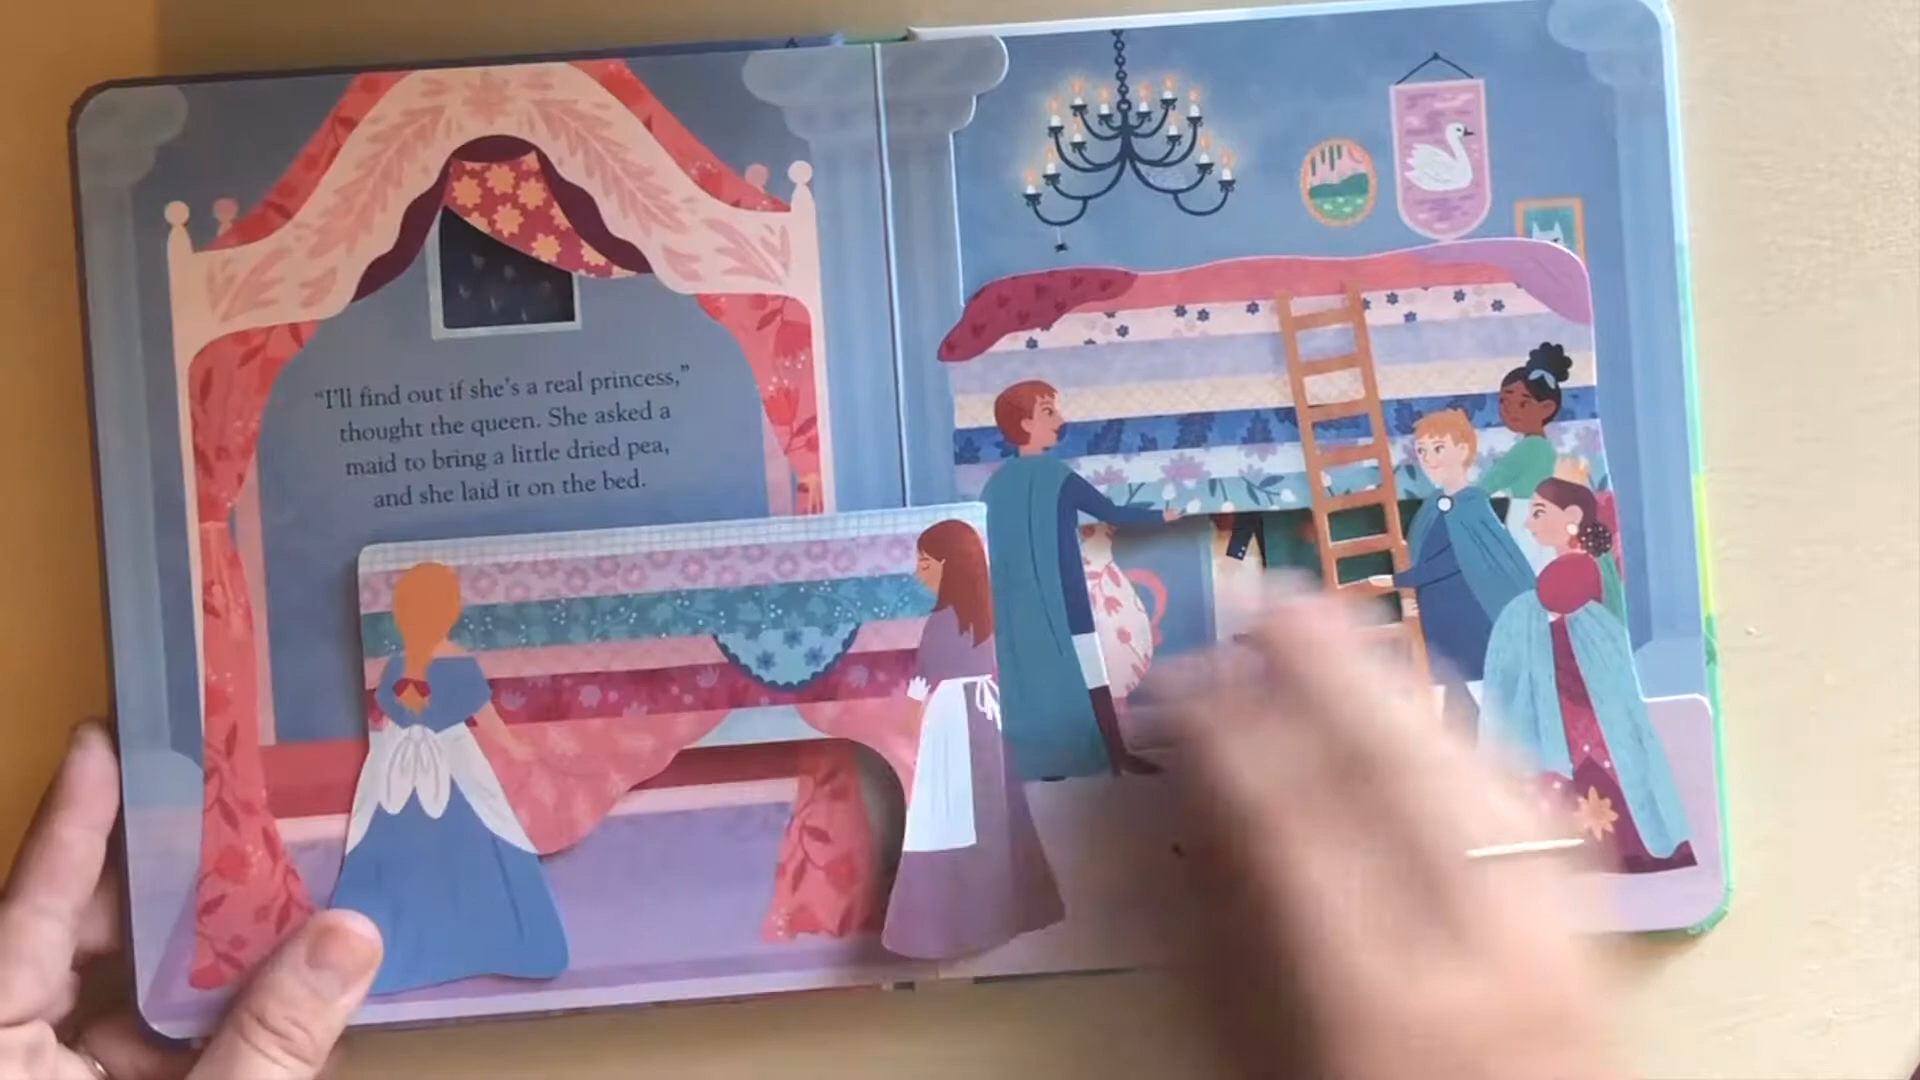 “I’ll find out if she’s a real princess,”
thought the queen. She asked a
maid to bring a little dried pea,
and she laid it on the bed.